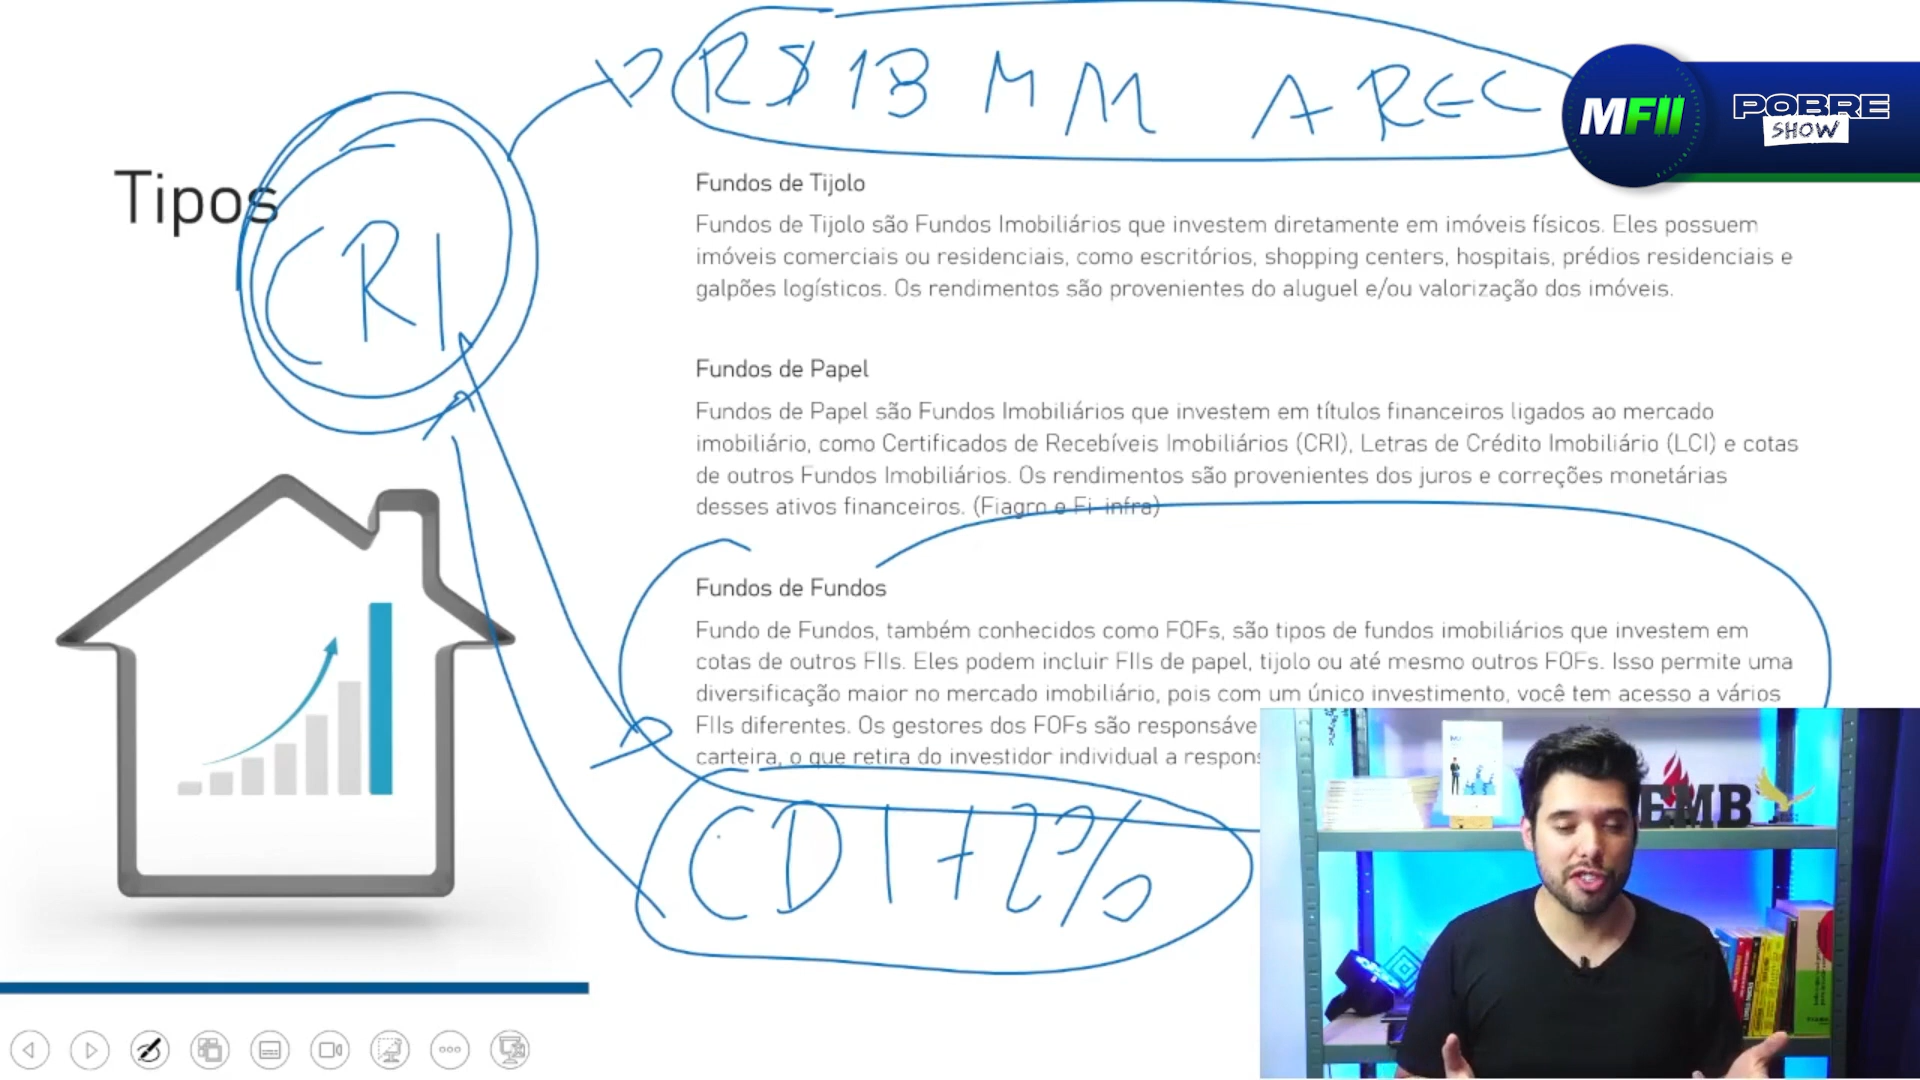 R$ 13 MM A REC
MFII
POBRE
SHOW
Tipos
CRI
Fundos de Tijolo
Fundos de Tijolo são Fundos Imobiliários que investem diretamente em imóveis físicos. Eles possuem
imóveis comerciais ou residenciais, como escritórios, shopping centers, hospitais, prédios residenciais e
galpões logísticos. Os rendimentos são provenientes do aluguel e/ou valorização dos imóveis.
Fundos de Papel
Fundos de Papel são Fundos Imobiliários que investem em títulos financeiros ligados ao mercado
imobiliário, como Certificados de Recebíveis Imobiliários (CRI), Letras de Crédito Imobiliário (LCI) e cotas
de outros Fundos Imobiliários. Os rendimentos são provenientes dos juros e correções monetárias
desses ativos financeiros. (Fiagro e Fi-infra)
Fundos de Fundos
Fundo de Fundos, também conhecidos como FOFs, são tipos de fundos imobiliários que investem em
cotas de outros FIIs. Eles podem incluir FIIs de papel, tijolo ou até mesmo outros FOFs. Isso permite uma
diversificação maior no mercado imobiliário, pois com um único investimento, você tem acesso a vários
FIIs diferentes. Os gestores dos FOFs são responsáve
carteira, o que retira do investidor individual a respons
CDI+2%
EMB